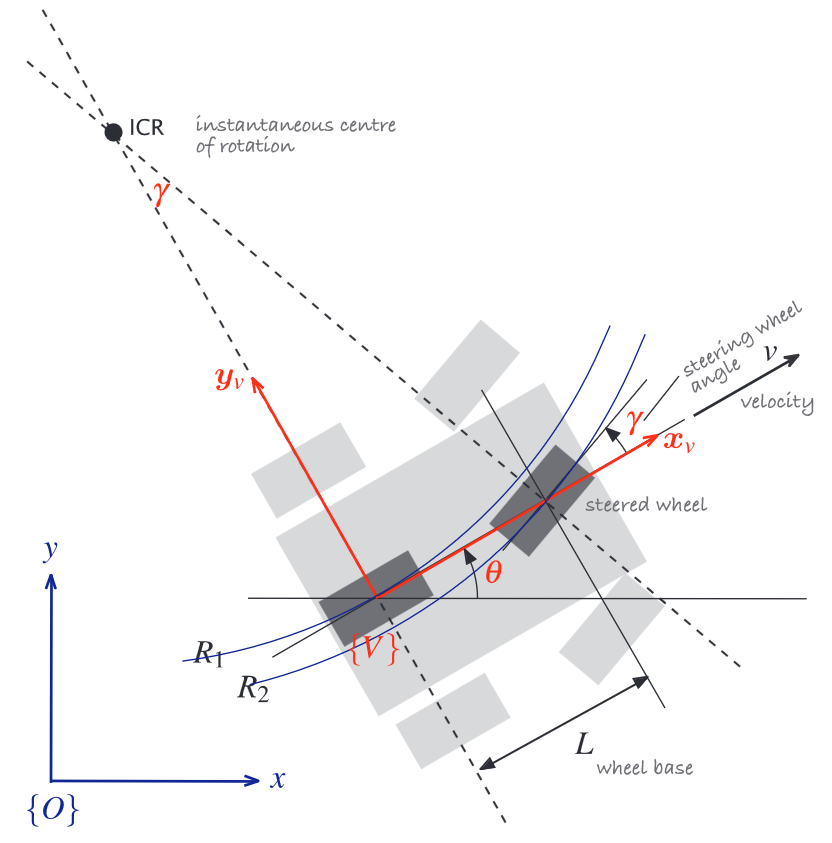 ICR
instantaneous centre
of rotation
γ
steering wheel
angle
v
velocity
y_v
γ
x_v
steered wheel
y
θ
R_1
{V}
R_2
L
wheel base
x
{O}